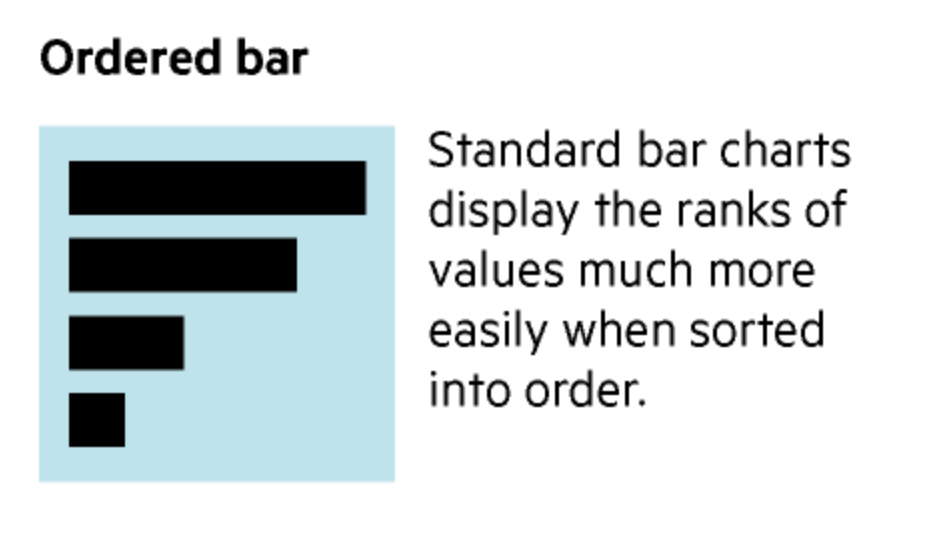 Ordered bar
Standard bar charts
display the ranks of
values much more
easily when sorted
into order.